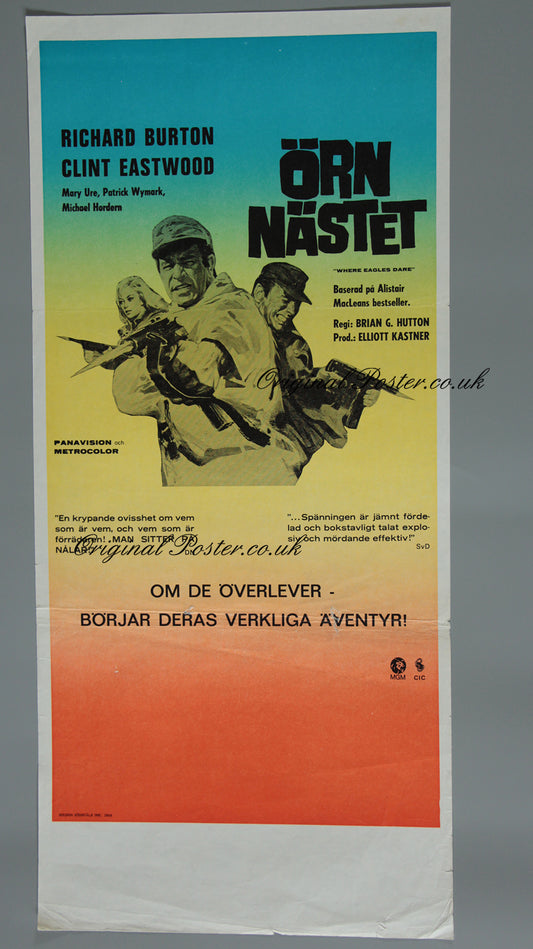 RICHARD BURTON
CLINT EASTWOOD
Mary Ure, Patrick Wymark,
Michael Hordern
ÖRN
NÄSTET
"WHERE EAGLES DARE"
Baserad på Alistair
MacLeans bestseller.
Regi: BRIAN G. HUTTON
Prod.: ELLIOTT KASTNER
Original Poster.co.uk
PANAVISION och
METROCOLOR
"En krypande ovisshet om vem
som är vem, och vem som är
förrädaren! MAN SITTER PÅ
NÅLAR"
DN
"...Spänningen är jämnt förde-
lad och bokstavligt talat explo-
siv och mördande effektiv!"
SvD
Original Poster.co.uk
OM DE ÖVERLEVER -
BÖRJAR DERAS VERKLIGA ÄVENTYR!
MGM
CIC